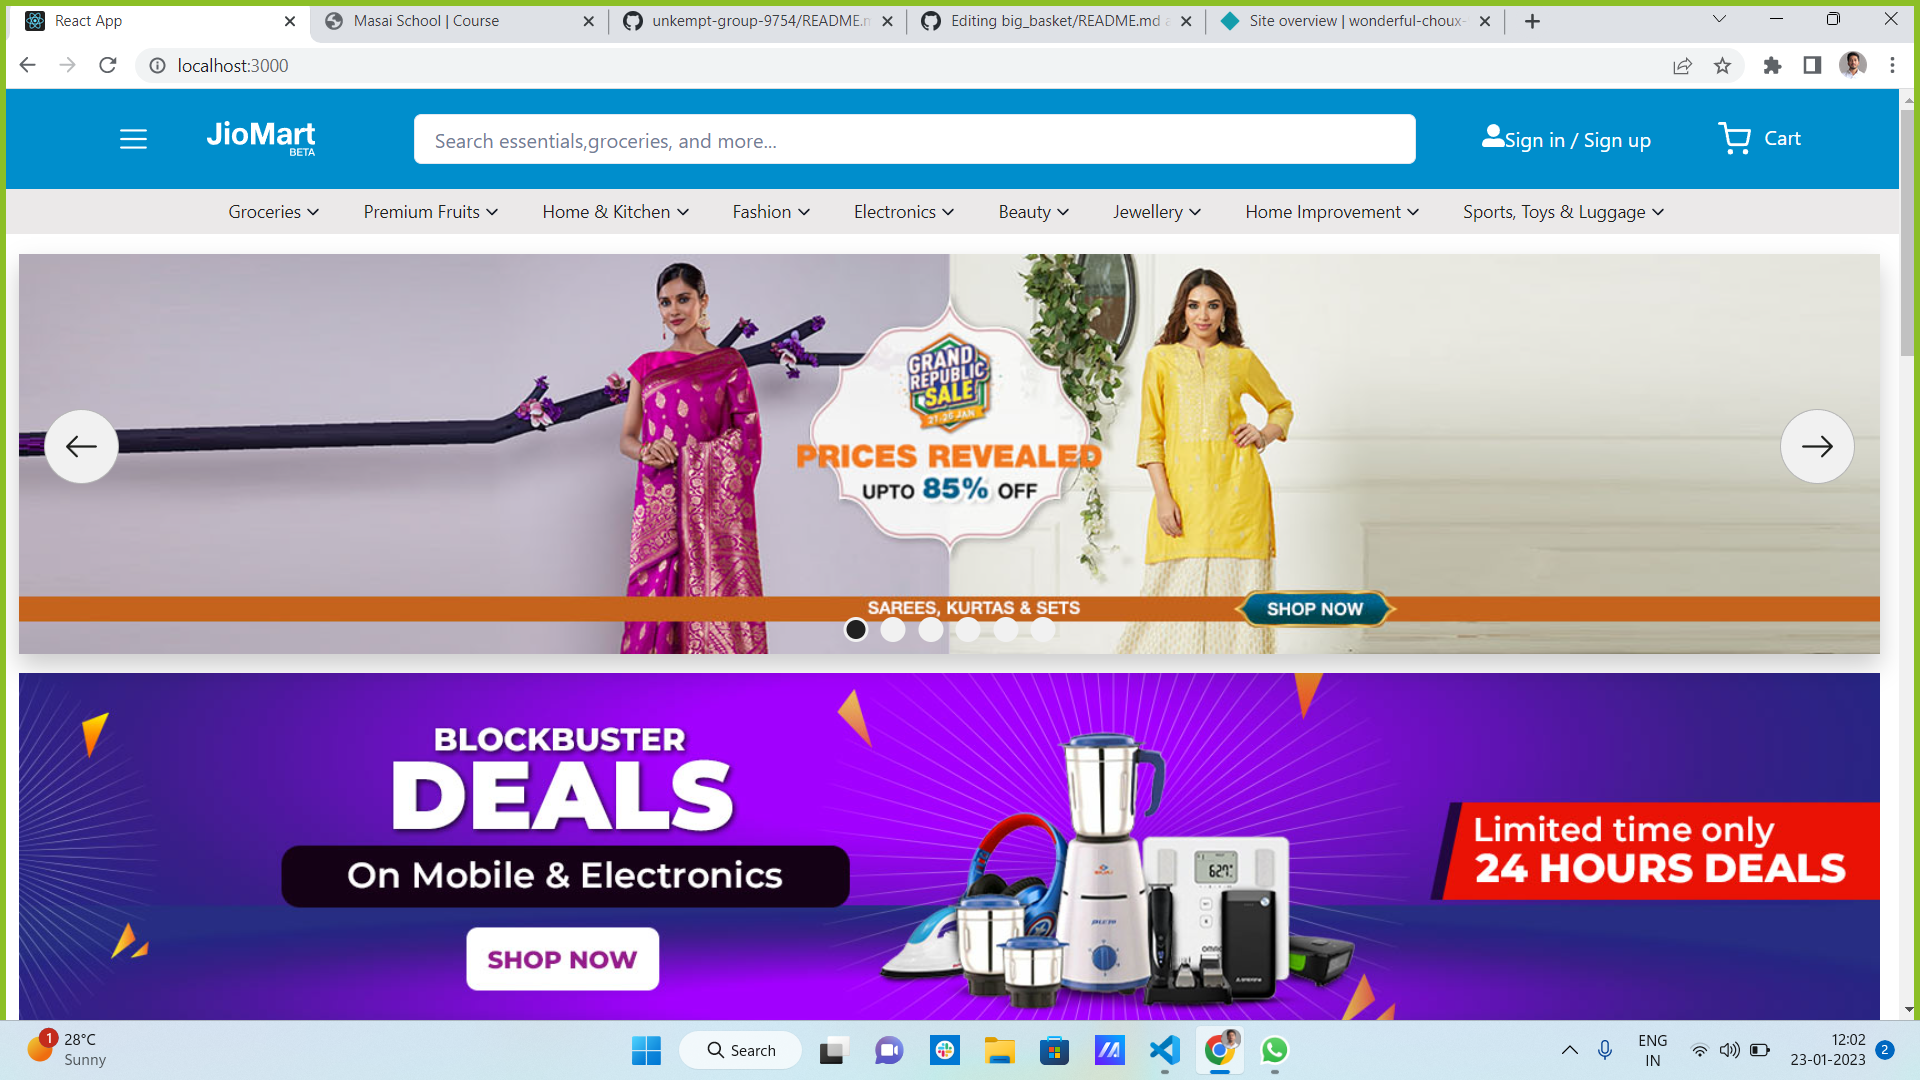 React App
Masai School | Course
unkempt-group-9754/README.m
Editing big_basket/README.md a
Site overview | wonderful-choux-
localhost:3000
JioMart
BETA
Search essentials,groceries, and more...
Sign in / Sign up
Cart
Groceries
Premium Fruits
Home & Kitchen
Fashion
Electronics
Beauty
Jewellery
Home Improvement
Sports, Toys & Luggage
GRAND
REPUBLIC
SALE
PRICES REVEALED
UPTO 85% OFF
SAREES, KURTAS & SETS
SHOP NOW
BLOCKBUSTER
DEALS
On Mobile & Electronics
SHOP NOW
Limited time only
24 HOURS DEALS
1
28°C
Sunny
Search
ENG
IN
12:02
23-01-2023
2